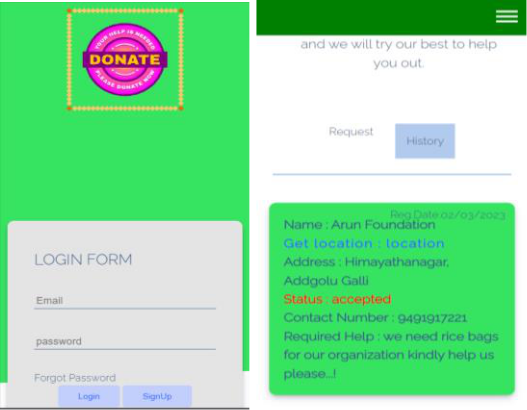 YOUR HELP IS NEEDED
DONATE
PLEASE DONATE NOW
LOGIN FORM
Email
password
Forgot Password
Login SignUp
and we will try our best to help
you out.
Request History
Reg.Date:02/03/2023
Name : Arun Foundation
Get location : location
Address : Himayathanagar,
Addgolu Galli
Status : accepted
Contact Number : 9491917221
Required Help : we need rice bags
for our organization kindly help us
please...!